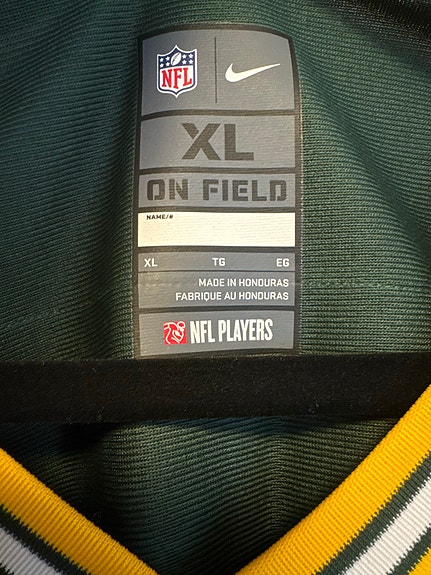 NFL
XL
ON FIELD
NAME/#
XL TG EG
MADE IN HONDURAS
FABRIQUE AU HONDURAS
NFL PLAYERS